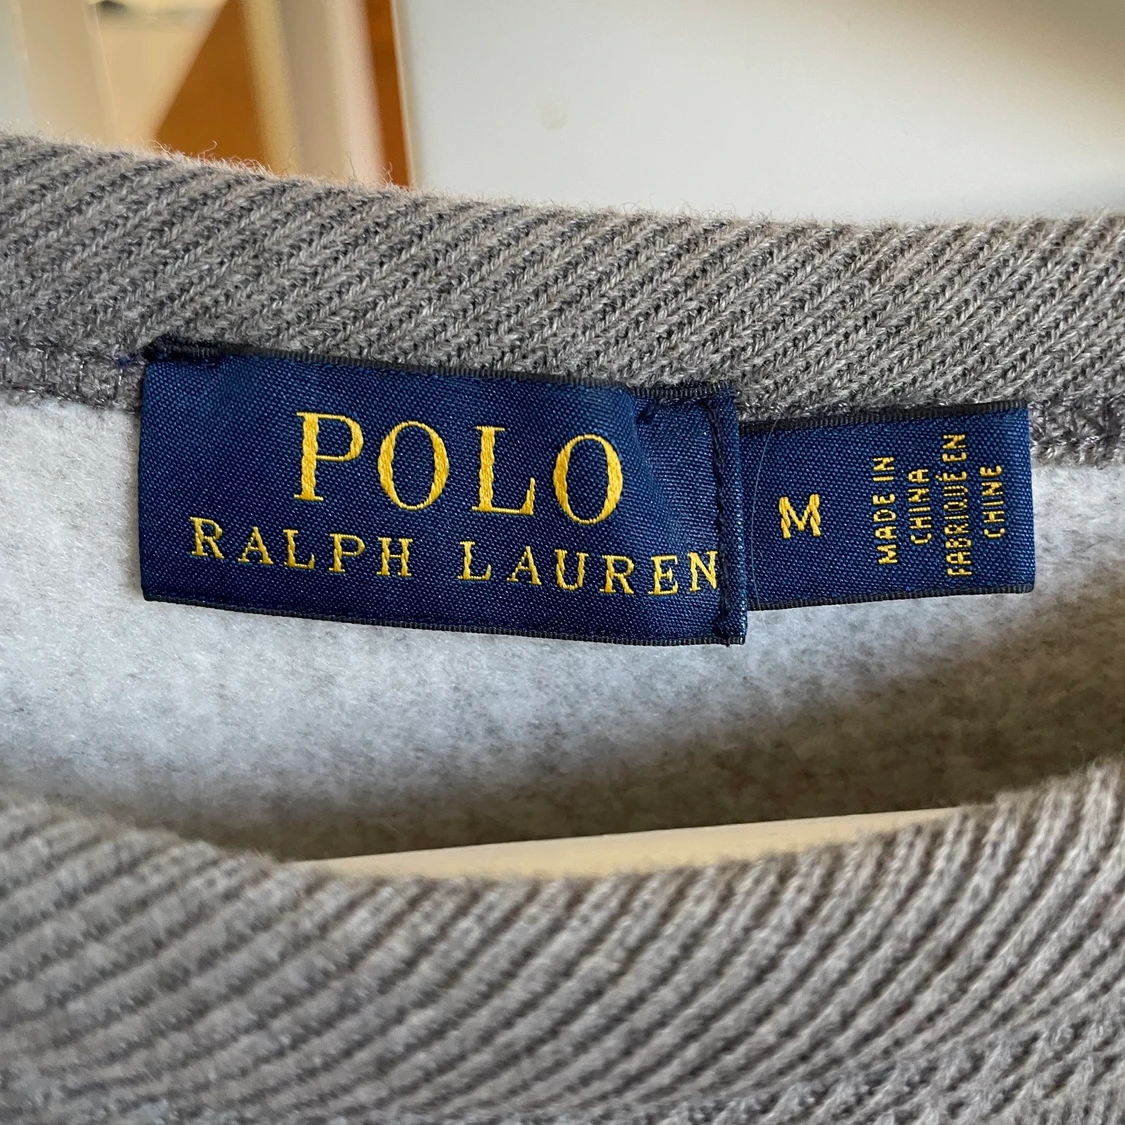 POLO
RALPH LAUREN
M
MADE IN
CHINA
FABRIQUÉ EN
CHINE